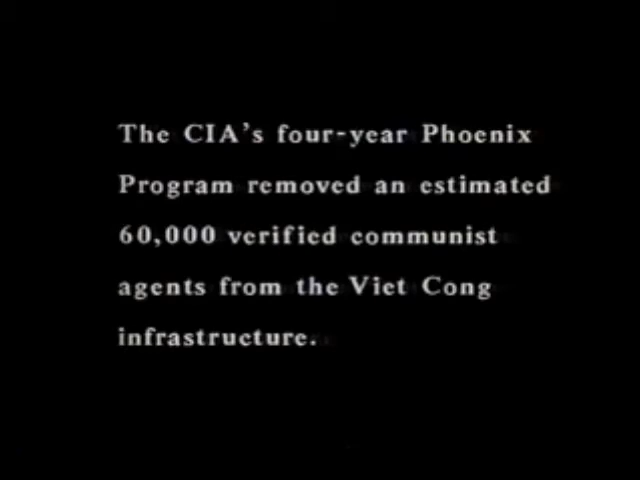 The CIA's four-year Phoenix
Program removed an estimated
60,000 verified communist
agents from the Viet Cong
infrastructure.